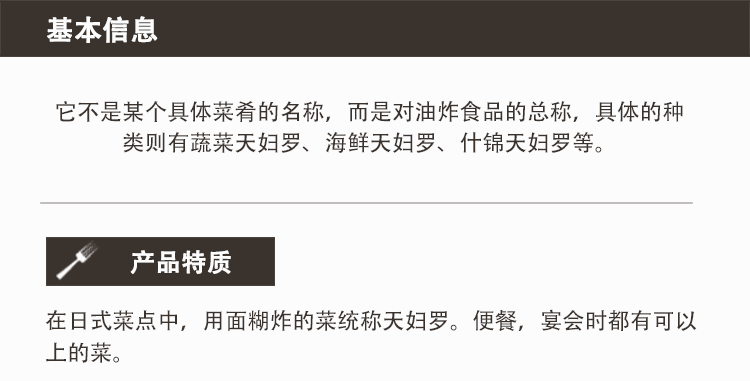 基本信息
它不是某个具体菜肴的名称，而是对油炸食品的总称，具体的种
类则有蔬菜天妇罗、海鲜天妇罗、什锦天妇罗等。
产品特质
在日式菜点中，用面糊炸的菜统称天妇罗。便餐，宴会时都有可以
上的菜。